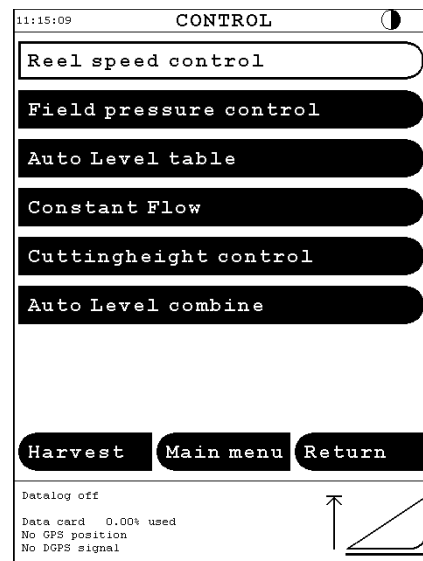 11:15:09 CONTROL
Reel speed control
Field pressure control
Auto Level table
Constant Flow
Cuttingheight control
Auto Level combine
Harvest Main menu Return
Datalog off
Data card 0.00% used
No GPS position
No DGPS signal